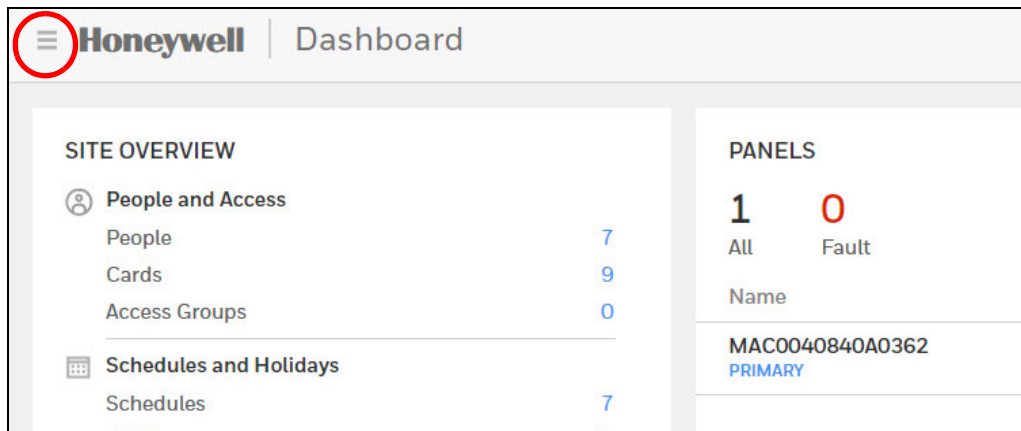 Honeywell Dashboard
SITE OVERVIEW
People and Access
People 7
Cards 9
Access Groups 0
Schedules and Holidays
Schedules 7
PANELS
1 0
All Fault
Name
MAC0040840A0362
PRIMARY